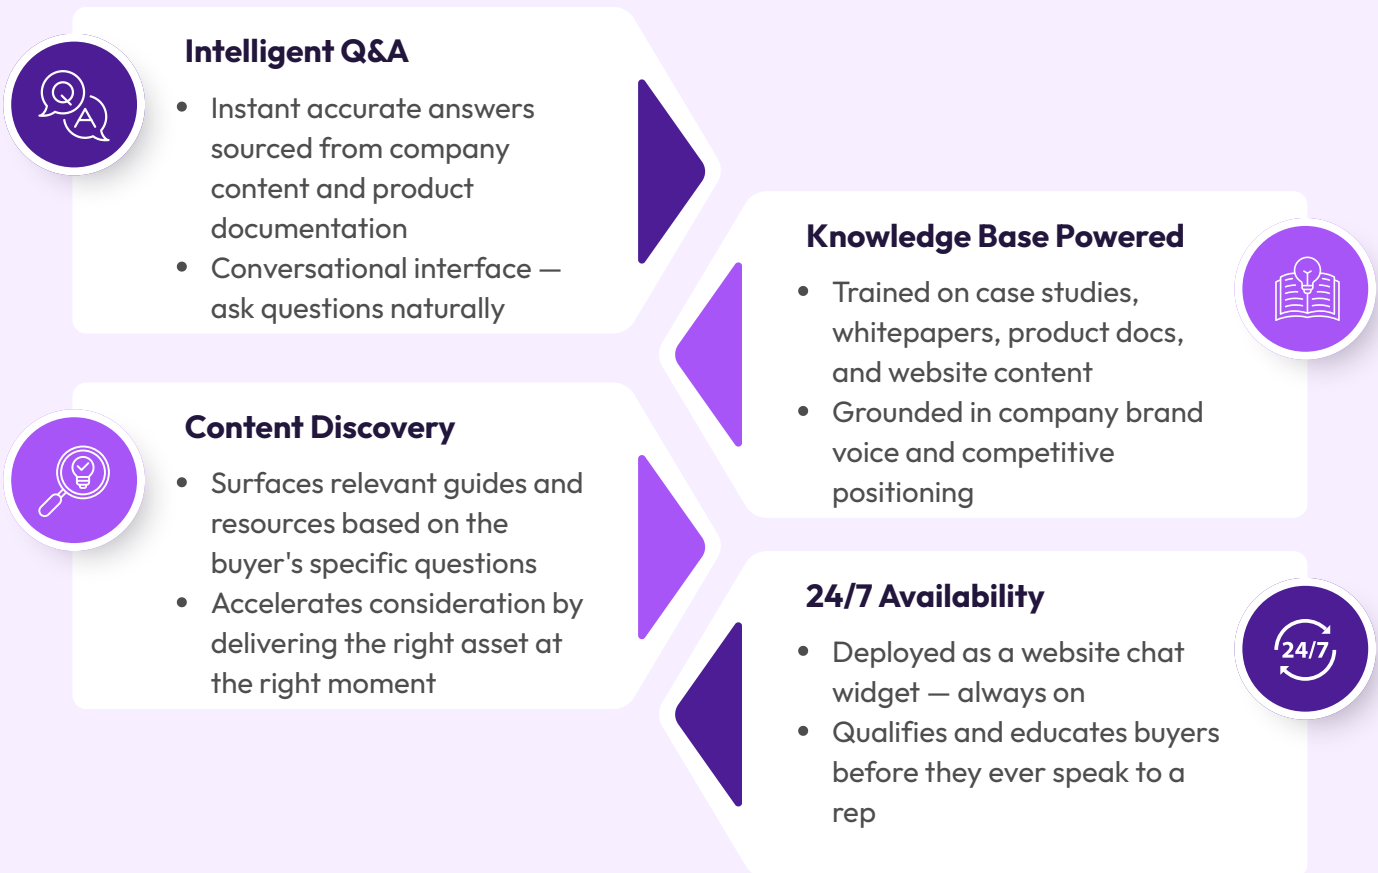 Intelligent Q&A
Q
A
• Instant accurate answers
sourced from company
content and product
documentation
• Conversational interface —
ask questions naturally
Knowledge Base Powered
• Trained on case studies,
whitepapers, product docs,
and website content
• Grounded in company brand
voice and competitive
positioning
Content Discovery
• Surfaces relevant guides and
resources based on the
buyer's specific questions
• Accelerates consideration by
delivering the right asset at
the right moment
24/7 Availability
24/7
• Deployed as a website chat
widget — always on
• Qualifies and educates buyers
before they ever speak to a
rep